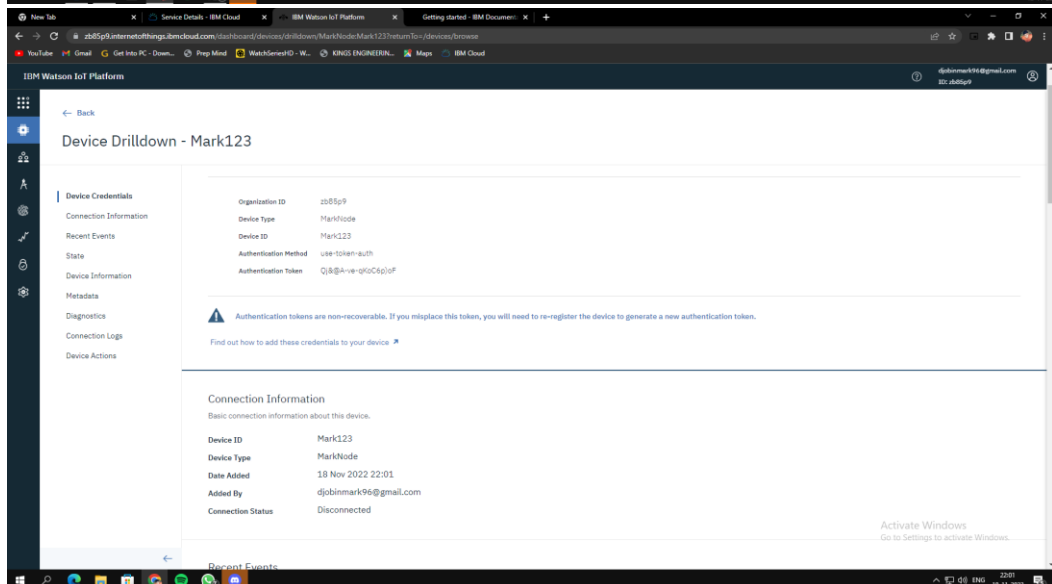 New Tab
Service Details - IBM Cloud
IBM Watson IoT Platform
Getting started - IBM Document
zb85p9.internetofthings.ibmcloud.com/dashboard/devices/drilldown/MarkNode:Mark123?returnTo=/devices/browse
YouTube
Gmail
Get Into PC - Down...
Prep Mind
WatchSeriesHD - W...
KINGS ENGINEERIN...
Maps
IBM Cloud
IBM Watson IoT Platform
djobinmark96@gmail.com
ID: zb85p9
← Back
Device Drilldown - Mark123
Device Credentials
Connection Information
Recent Events
State
Device Information
Metadata
Diagnostics
Connection Logs
Device Actions
Organization ID zb85p9
Device Type MarkNode
Device ID Mark123
Authentication Method use-token-auth
Authentication Token Qj&@A-ve-qKoC6p)oP
Authentication tokens are non-recoverable. If you misplace this token, you will need to re-register the device to generate a new authentication token.
Find out how to add these credentials to your device
Connection Information
Basic connection information about this device.
Device ID Mark123
Device Type MarkNode
Date Added 18 Nov 2022 22:01
Added By djobinmark96@gmail.com
Connection Status Disconnected
Recent Events
Activate Windows
Go to Settings to activate Windows.
ENG
22:01